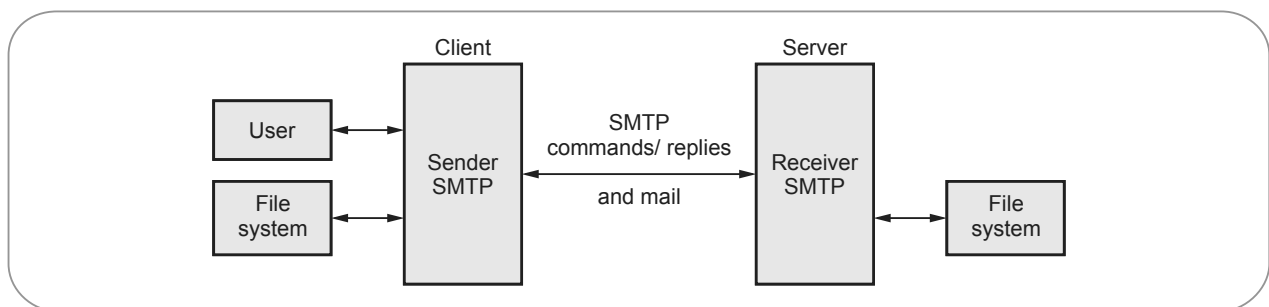 Client
Server
User
File
system
Sender
SMTP
SMTP
commands/ replies
and mail
Receiver
SMTP
File
system